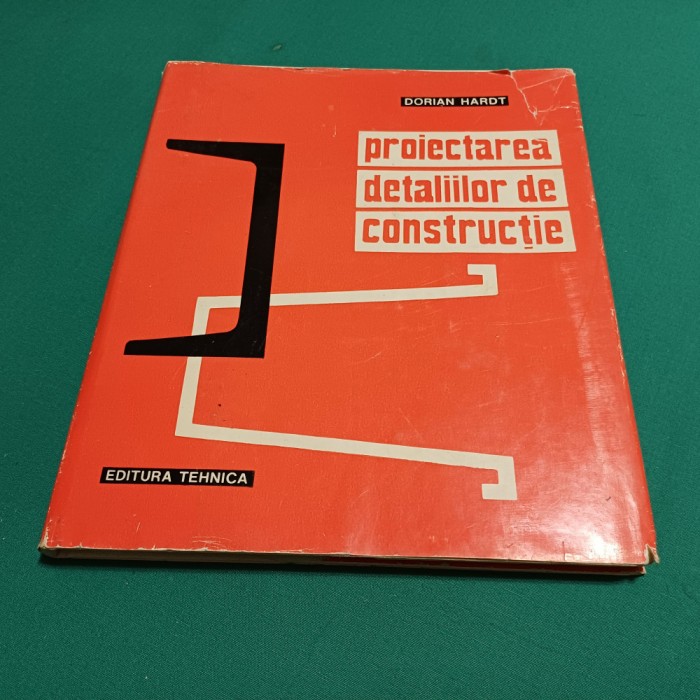 DORIAN HARDT
proiectarea
detaliilor de
construcție
EDITURA TEHNICA